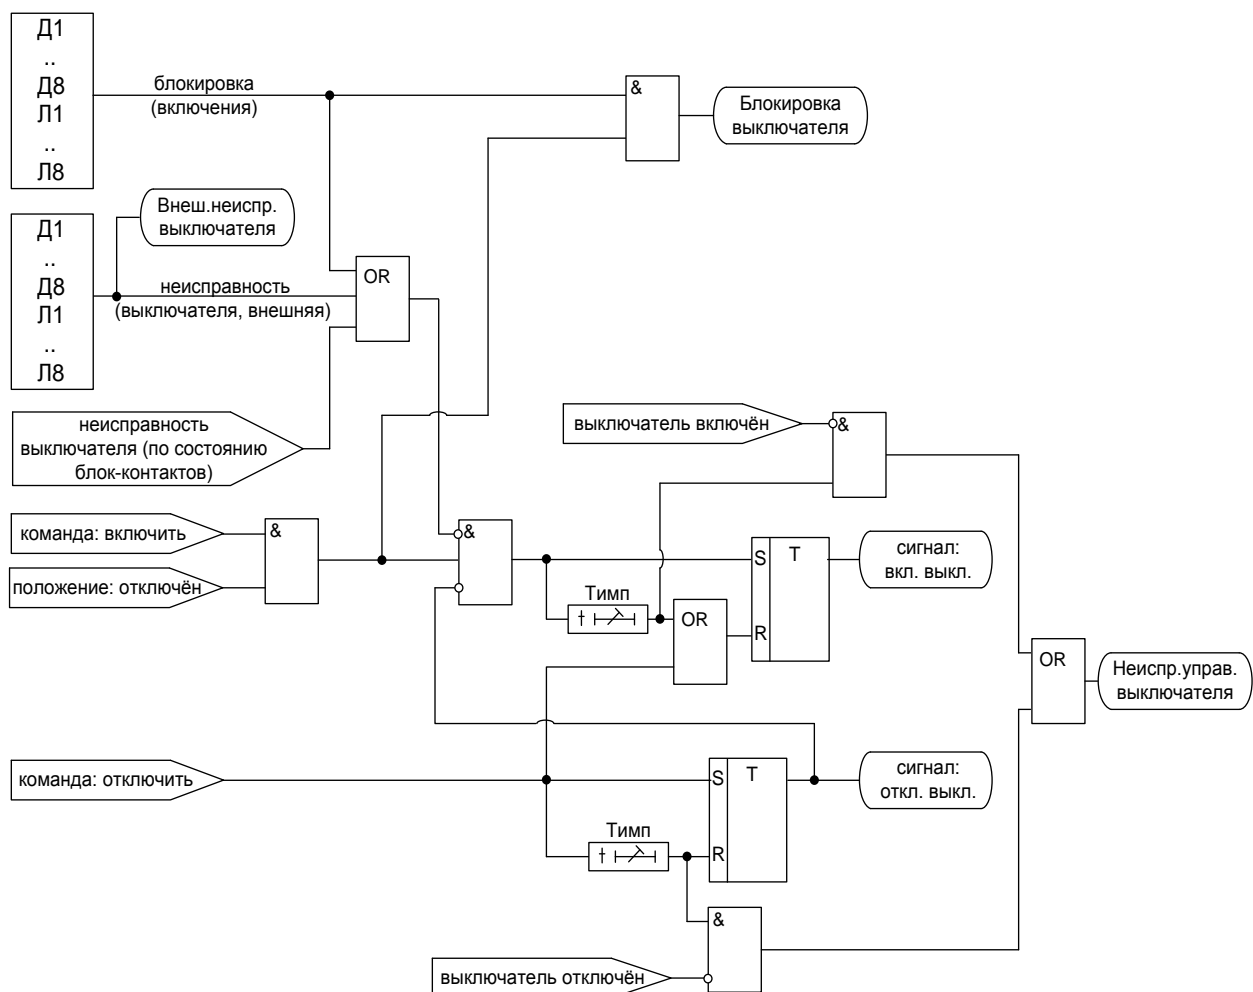 Д1
..
Д8
Л1
..
Л8
блокировка
(включения)
&
Блокировка
выключателя
Д1
..
Д8
Л1
..
Л8
Внеш.неиспр.
выключателя
неисправность
(выключателя, внешняя)
OR
неисправность
выключателя (по состоянию
блок-контактов)
выключатель включён
&
команда: включить
положение: отключён
&
&
Тимп
t
OR
S
T
R
сигнал:
вкл. выкл.
OR
Неиспр.управ.
выключателя
команда: отключить
S
T
R
сигнал:
откл. выкл.
Тимп
t
&
выключатель отключён